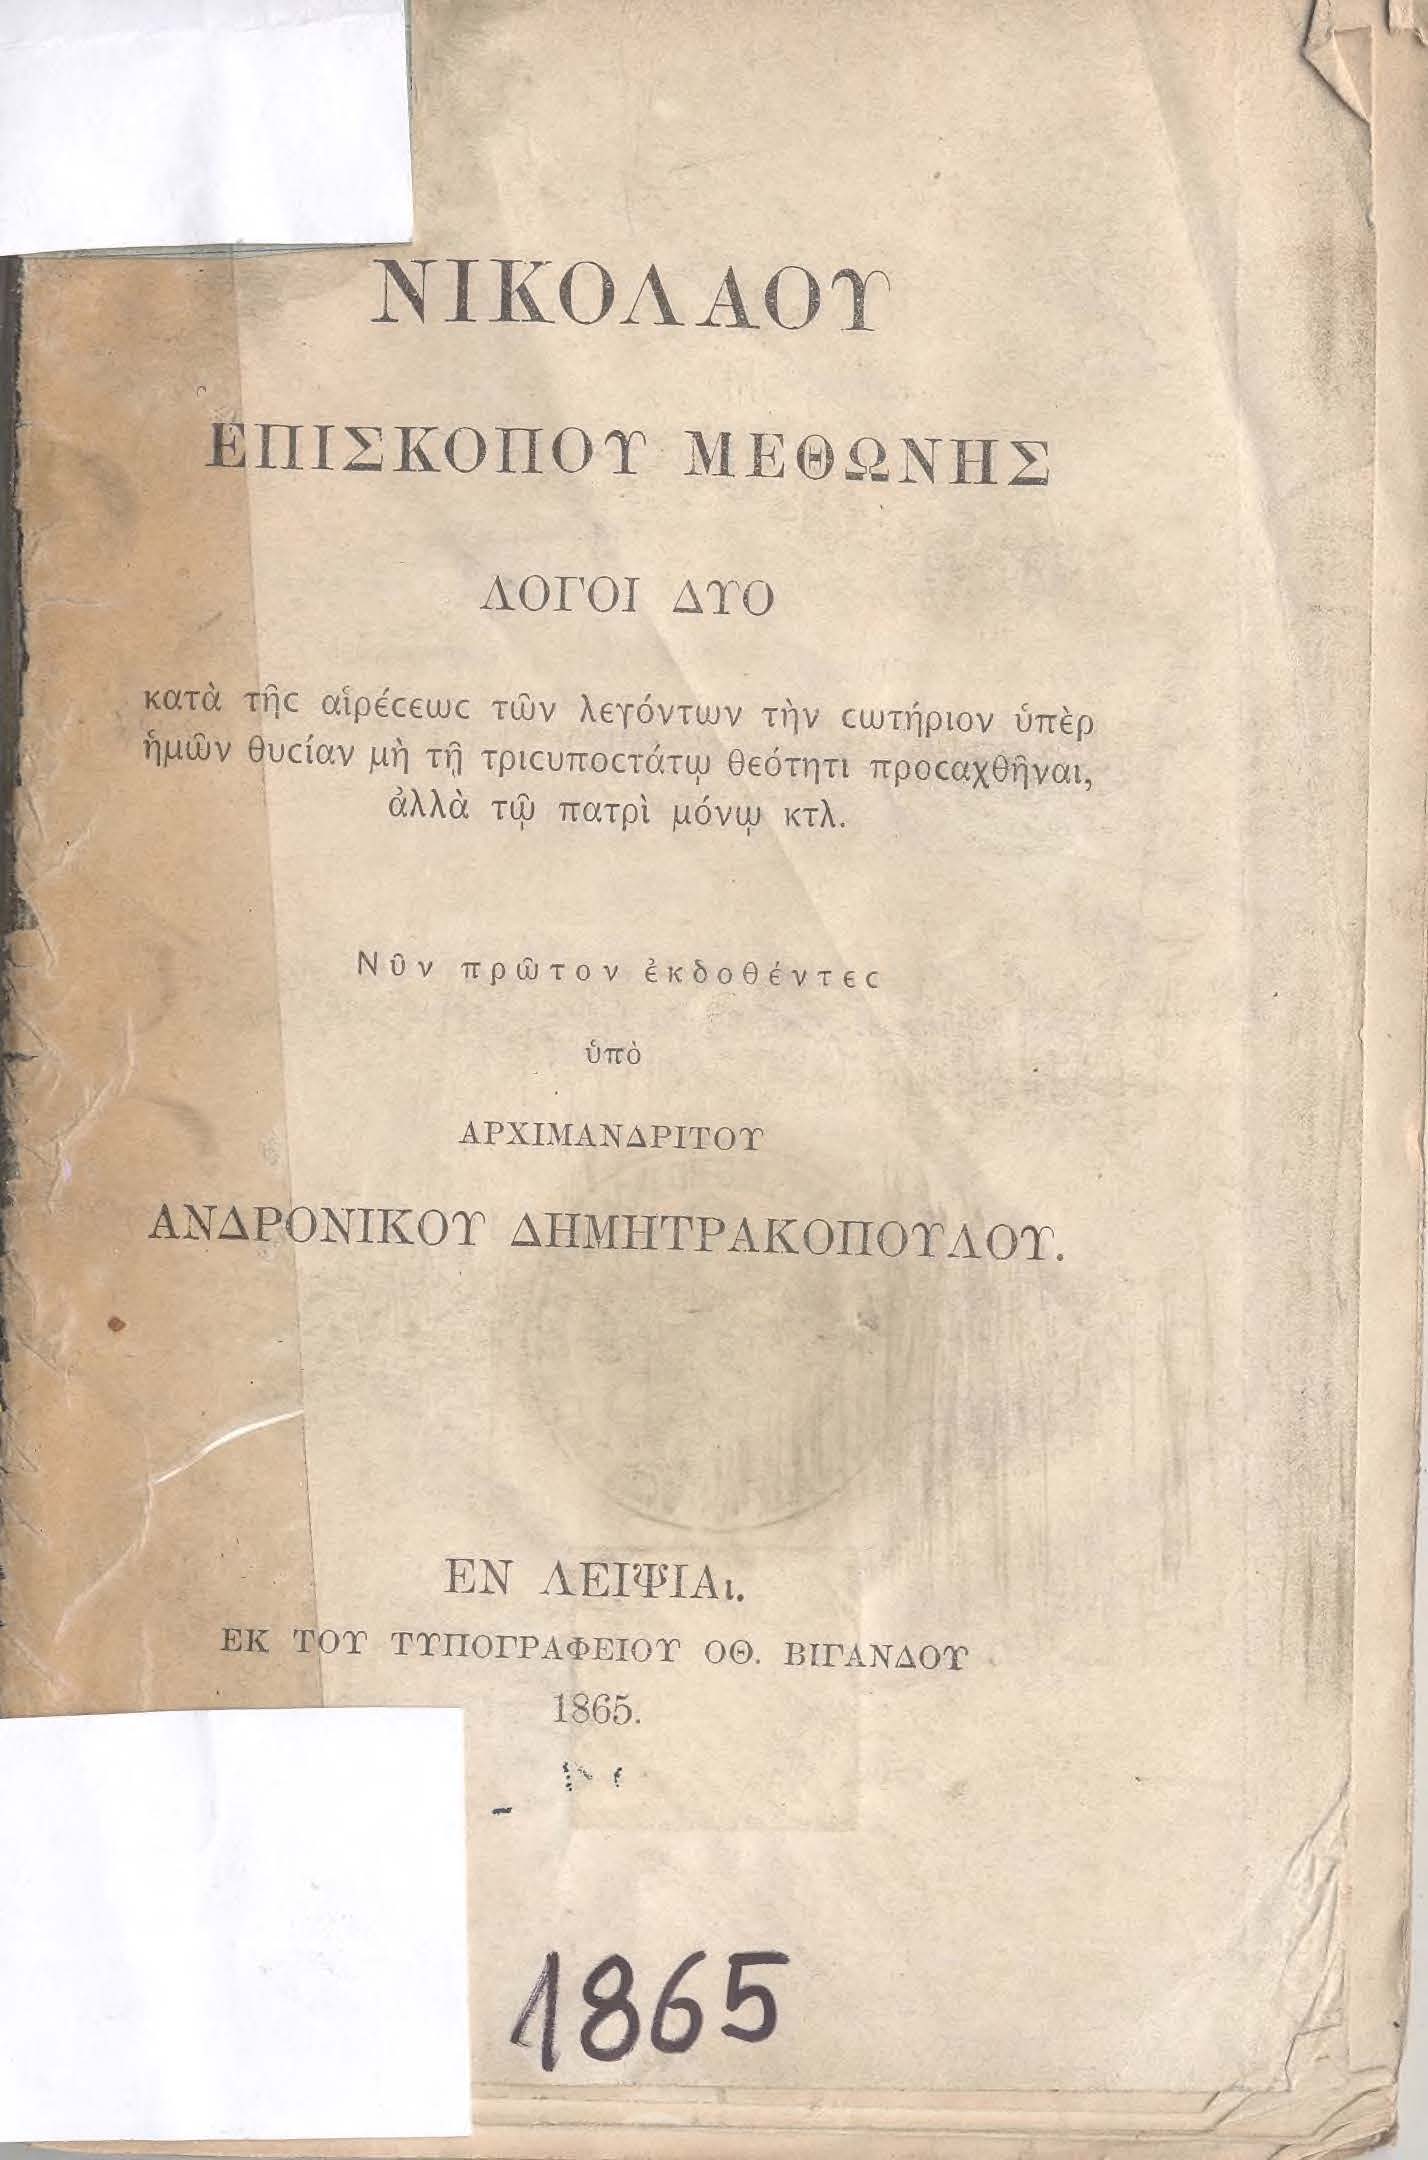 ΝΙΚΟΛΑΟΥ
ΕΠΙΣΚΟΠΟΥ ΜΕΘΩΝΗΣ
ΛΟΓΟΙ ΔΥΟ
κατὰ τῆϲ αἱρέϲεωϲ τῶν λεγόντων τὴν ϲωτήριον ὑπὲρ
ἡμῶν θυϲίαν μὴ τῇ τριϲυποϲτάτῳ θεότητι προϲαχθῆναι,
ἀλλὰ τῷ πατρὶ μόνῳ κτλ.
Νῦν πρῶτον ἐκδοθέντεϲ
ὑπὸ
ΑΡΧΙΜΑΝΔΡΙΤΟΥ
ΑΝΔΡΟΝΙΚΟΥ ΔΗΜΗΤΡΑΚΟΠΟΥΛΟΥ.
ΕΝ ΛΕΙΨΙΑι.
ΕΚ ΤΟΥ ΤΥΠΟΓΡΑΦΕΙΟΥ ΟΘ. ΒΙΓΑΝΔΟΥ
1865.
1865